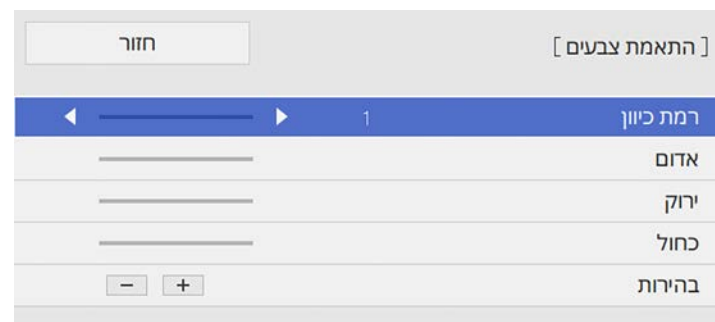 [ התאמת צבעים ]
חזור
רמת כיוון 1
אדום
ירוק
כחול
בהירות + −